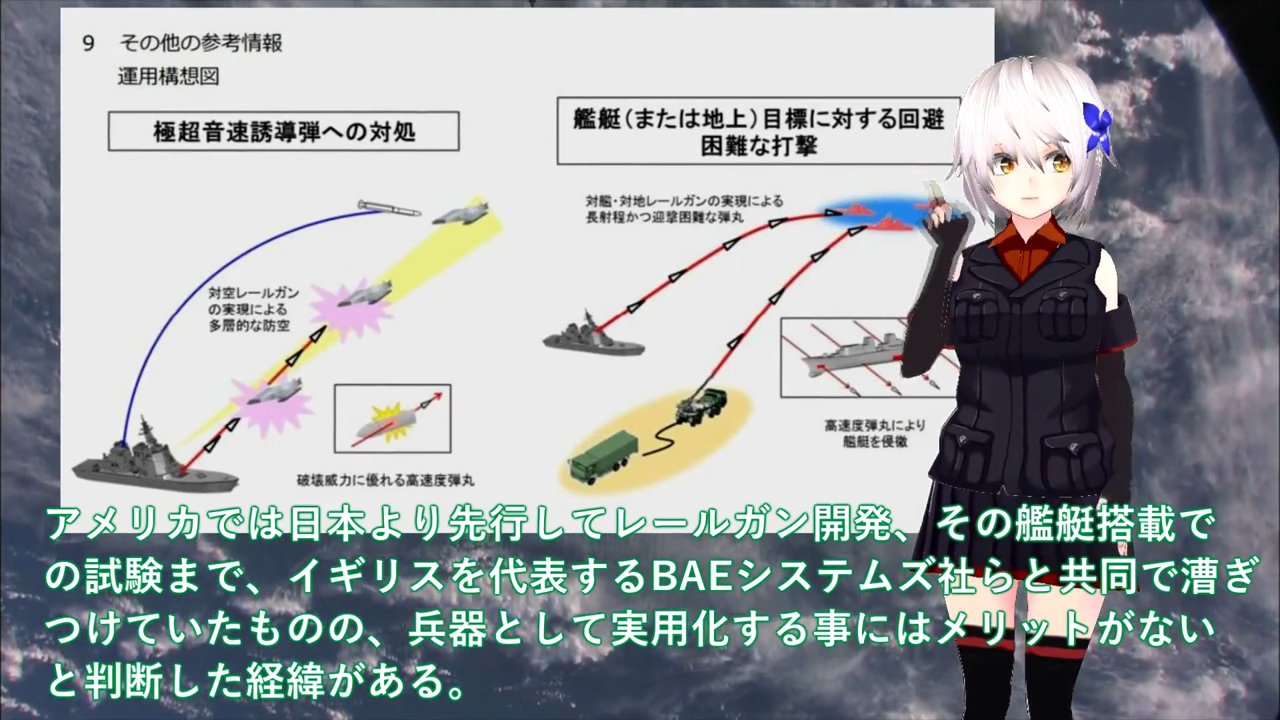 9 その他の参考情報
運用構想図
極超音速誘導弾への対処
対空レールガン
の実現による
多層的な防空
破壊威力に優れる高速度弾丸
艦艇(または地上)目標に対する回避
困難な打撃
対艦・対地レールガンの実現による
長射程かつ迎撃困難な弾丸
高速度弾丸により
艦艇を侵徹
アメリカでは日本より先行してレールガン開発、その艦艇搭載で
の試験まで、イギリスを代表するBAEシステムズ社らと共同で漕ぎ
つけていたものの、兵器として実用化する事にはメリットがない
と判断した経緯がある。